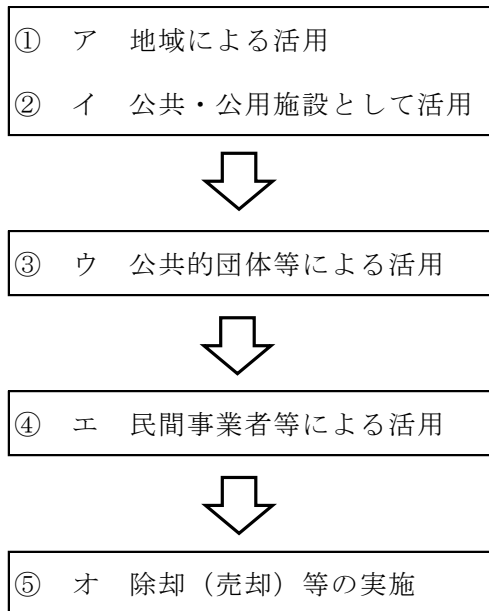 ① ア 地域による活用
② イ 公共・公用施設として活用
③ ウ 公共的団体等による活用
④ エ 民間事業者等による活用
⑤ オ 除却（売却）等の実施